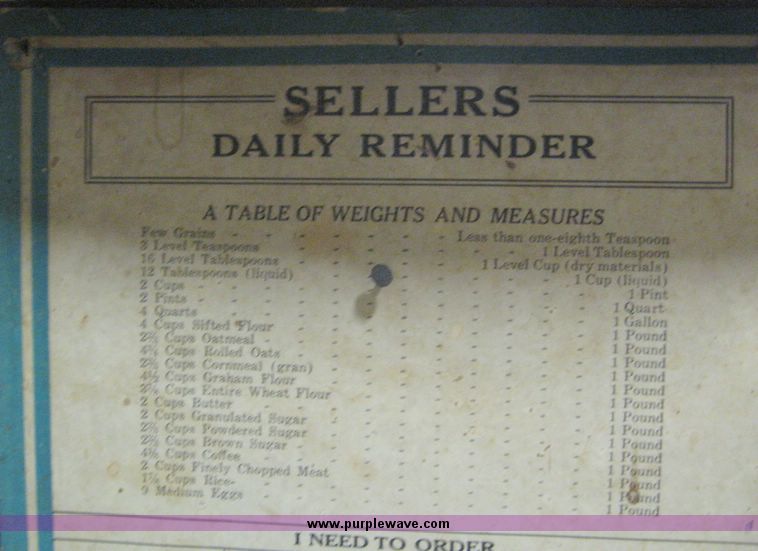 SELLERS
DAILY REMINDER
A TABLE OF WEIGHTS AND MEASURES
Few Grains - - - - - - - Less than one-eighth Teaspoon
3 Level Teaspoons - - - - - - 1 Level Tablespoon
16 Level Tablespoons - - - - 1 Level Cup (dry materials)
12 Tablespoons (liquid) - - - - - - - 1 Cup (liquid)
2 Cups - - - - - - - - - - - 1 Pint
2 Pints - - - - - - - - - - - 1 Quart
4 Quarts - - - - - - - - - - 1 Gallon
4 Cups Sifted Flour - - - - - - - - 1 Pound
Cups Oatmeal - - - - - - - - - 1 Pound
Cups Rolled Oats - - - - - - - - 1 Pound
Cups Cornmeal (gran) - - - - - - - 1 Pound
Cups Graham Flour - - - - - - - - 1 Pound
Cups Entire Wheat Flour - - - - - - - 1 Pound
2 Cups Butter - - - - - - - - - 1 Pound
2 Cups Granulated Sugar - - - - - - - 1 Pound
Cups Powdered Sugar - - - - - - - 1 Pound
Cups Brown Sugar - - - - - - - - 1 Pound
Cups Coffee - - - - - - - - - 1 Pound
2 Cups Finely Chopped Meat - - - - - - 1 Pound
Cups Rice - - - - - - - - - 1 Pound
9 Medium Eggs - - - - - - - - 1 Pound
www.purplewave.com
I NEED TO ORDER